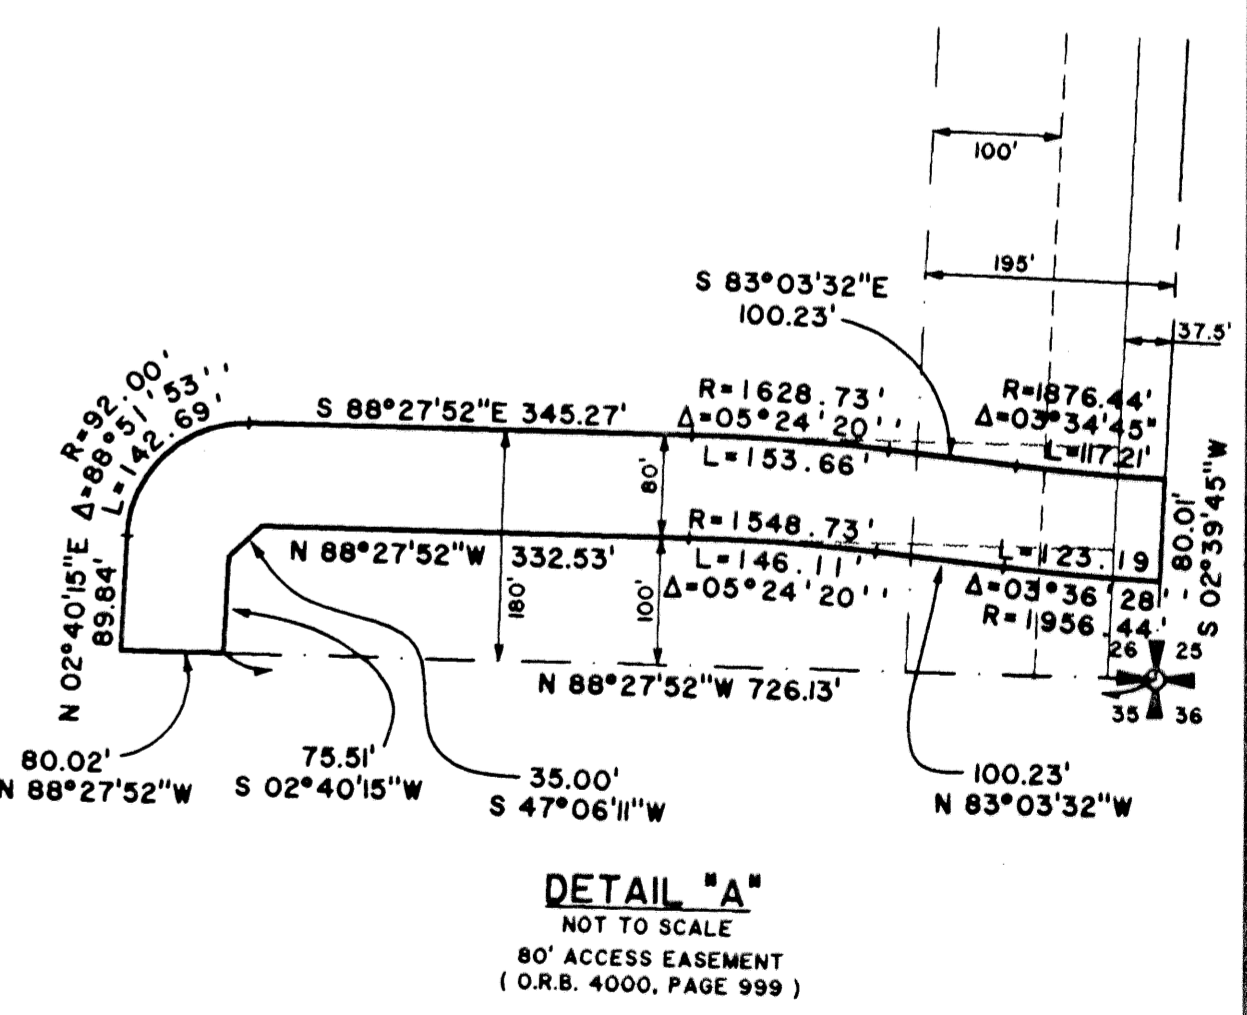 100'
195'
37.5'
S 83°03'32"E
100.23'
R=92.00'
Δ=88°51'53''
L=142.69'
S 88°27'52"E 345.27'
R=1628.73'
Δ=05°24'20''
L=153.66'
R=1876.44'
Δ=03°34'45"
L=117.21'
80'
180'
100'
R=1548.73'
L=146.11'
Δ=05°24'20''
L=123.19
Δ=03°36'28''
R=1956.44'
80.01'
S 02°39'45"W
N 02°40'15"E
89.84'
N 88°27'52"W 332.53'
N 88°27'52"W 726.13'
26 25
35 36
80.02'
N 88°27'52"W
75.51'
S 02°40'15"W
35.00'
S 47°06'11"W
100.23'
N 83°03'32"W
DETAIL "A"
NOT TO SCALE
80' ACCESS EASEMENT
( O.R.B. 4000, PAGE 999 )